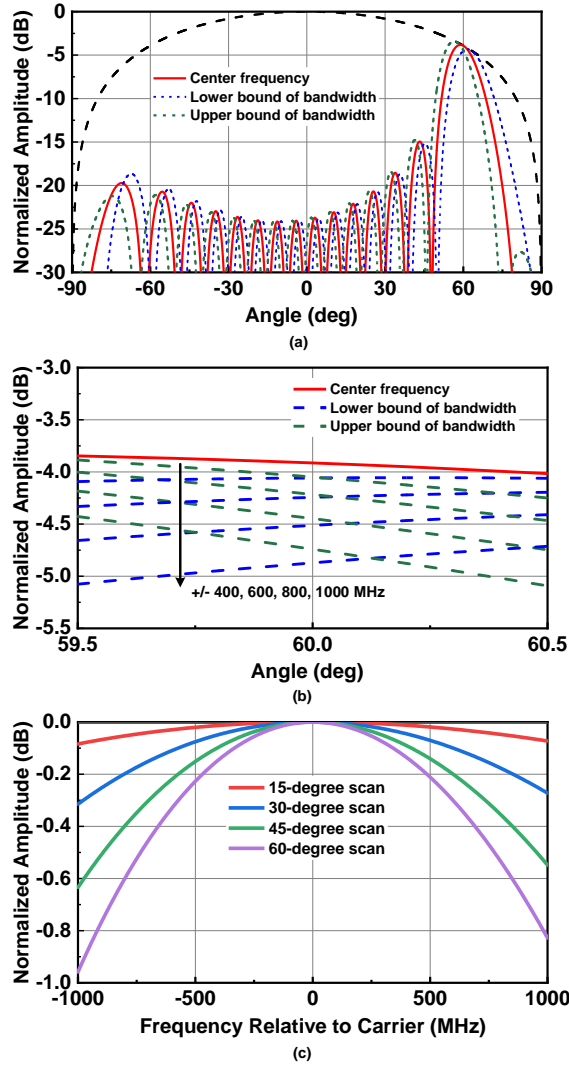 Normalized Amplitude (dB)
0
-5
-10
-15
-20
-25
-30
Center frequency
Lower bound of bandwidth
Upper bound of bandwidth
-90 -60 -30 0 30 60 90
Angle (deg)
(a)
Normalized Amplitude (dB)
-3.0
-3.5
-4.0
-4.5
-5.0
-5.5
Center frequency
Lower bound of bandwidth
Upper bound of bandwidth
+/- 400, 600, 800, 1000 MHz
59.5 60.0 60.5
Angle (deg)
(b)
Normalized Amplitude (dB)
0.0
-0.2
-0.4
-0.6
-0.8
-1.0
15-degree scan
30-degree scan
45-degree scan
60-degree scan
-1000 -500 0 500 1000
Frequency Relative to Carrier (MHz)
(c)